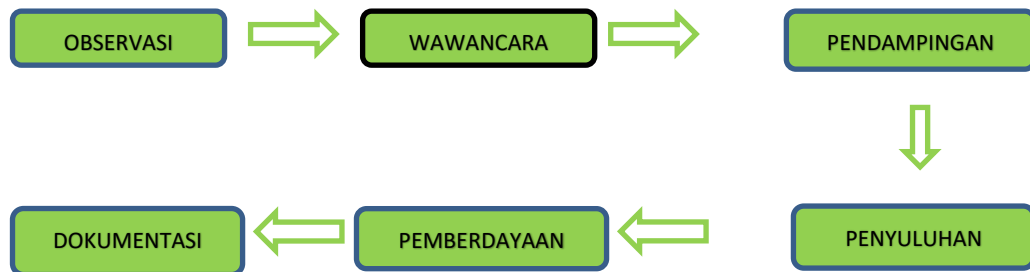 OBSERVASI
WAWANCARA
PENDAMPINGAN
PENYULUHAN
PEMBERDAYAAN
DOKUMENTASI